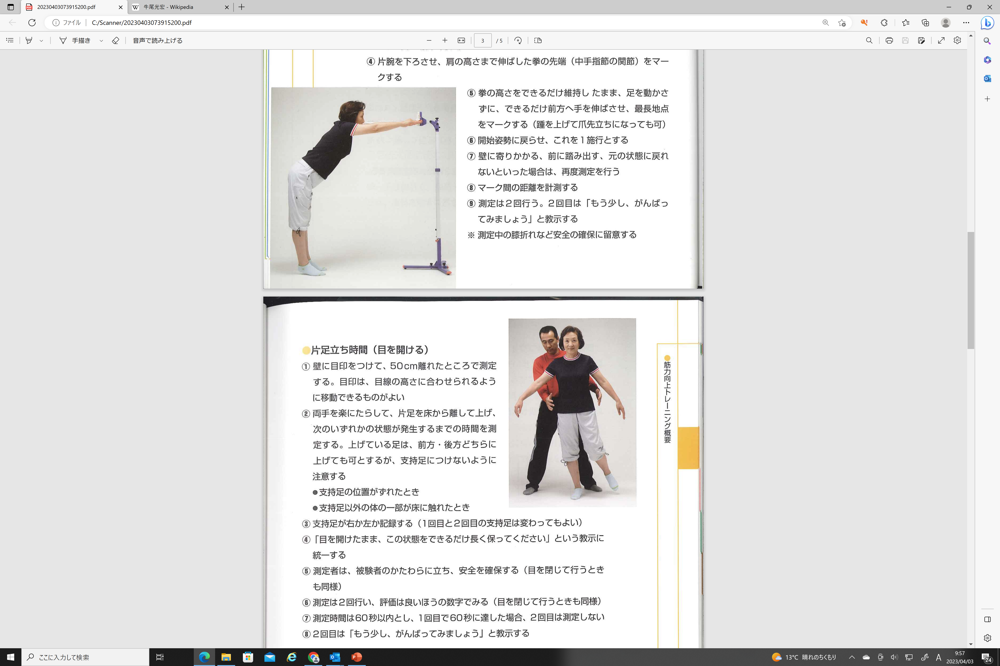 20230403073915200.pdf
W 牛尾光宏 - Wikipedia
ファイル
C:/Scanner/20230403073915200.pdf
手描き
音声で読み上げる
3 / 5
④ 片腕を下ろさせ、肩の高さまで伸ばした拳の先端（中手指節の関節）をマー
クする
⑤ 拳の高さをできるだけ維持し たまま、足を動かさ
ずに、できるだけ前方へ手を伸ばさせ、最長地点
をマークする（踵を上げて爪先立ちになっても可）
⑥ 開始姿勢に戻らせ、これを１施行とする
⑦ 壁に寄りかかる、前に踏み出す、元の状態に戻れ
ないといった場合は、再度測定を行う
⑧ マーク間の距離を計測する
⑨ 測定は２回行う。２回目は「もう少し、がんばっ
てみましょう」と教示する
※ 測定中の膝折れなど安全の確保に留意する
●片足立ち時間（目を開ける）
① 壁に目印をつけて、50cm離れたところで測定
する。目印は、目線の高さに合わせられるよう
に移動できるものがよい
② 両手を楽にたらして、片足を床から離して上げ、
次のいずれかの状態が発生するまでの時間を測
定する。上げている足は、前方・後方どちらに
上げても可とするが、支持足につけないように
注意する
●支持足の位置がずれたとき
●支持足以外の体の一部が床に触れたとき
③ 支持足が右か左か記録する（1回目と2回目の支持足は変わってもよい）
④「目を開けたまま、この状態をできるだけ長く保ってください」という教示に
統一する
⑤ 測定者は、被験者のかたわらに立ち、安全を確保する（目を閉じて行うとき
も同様）
⑥ 測定は２回行い、評価は良いほうの数字でみる（目を閉じて行うときも同様）
⑦ 測定時間は60秒以内とし、1回目で60秒に達した場合、2回目は測定しない
⑧ 2回目は「もう少し、がんばってみましょう」と教示する
●筋力向上トレーニング概要
ここに入力して検索
13°C 晴れのちくもり
A
9:57
2023/04/03
24